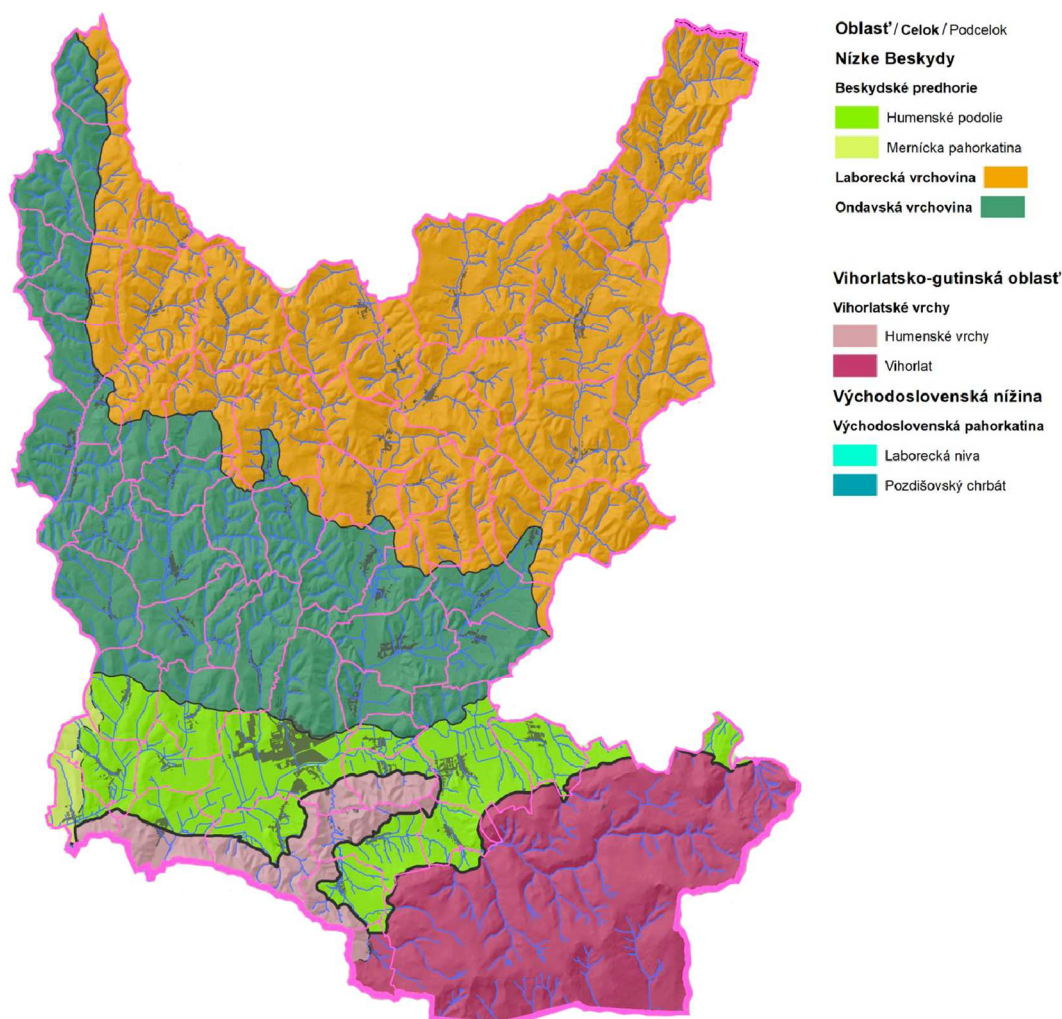 Oblasť / Celok / Podcelok
Nízke Beskydy
Beskydské predhorie
Humenské podolie
Mernícka pahorkatina
Laborecká vrchovina
Ondavská vrchovina
Vihorlatsko-gutinská oblasť
Vihorlatské vrchy
Humenské vrchy
Vihorlat
Východoslovenská nížina
Východoslovenská pahorkatina
Laborecká niva
Pozdišovský chrbát